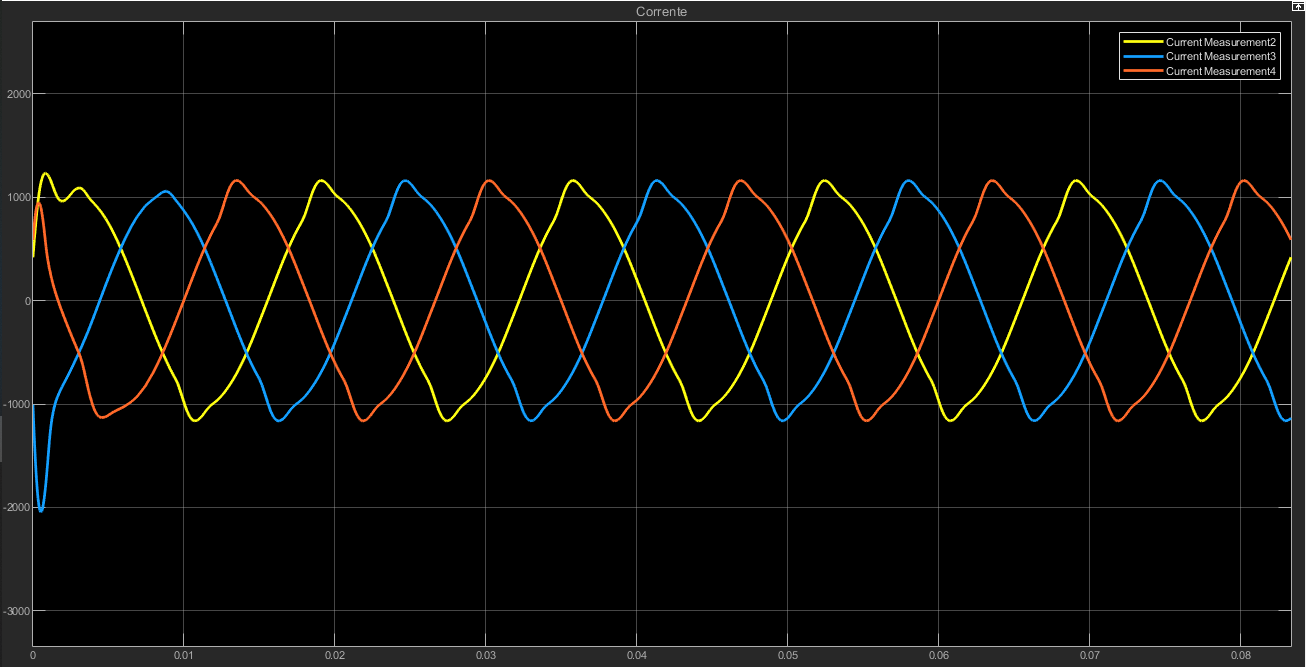 Corrente
Current Measurement2
Current Measurement3
Current Measurement4
2000
1000
0
-1000
-2000
-3000
0 0.01 0.02 0.03 0.04 0.05 0.06 0.07 0.08